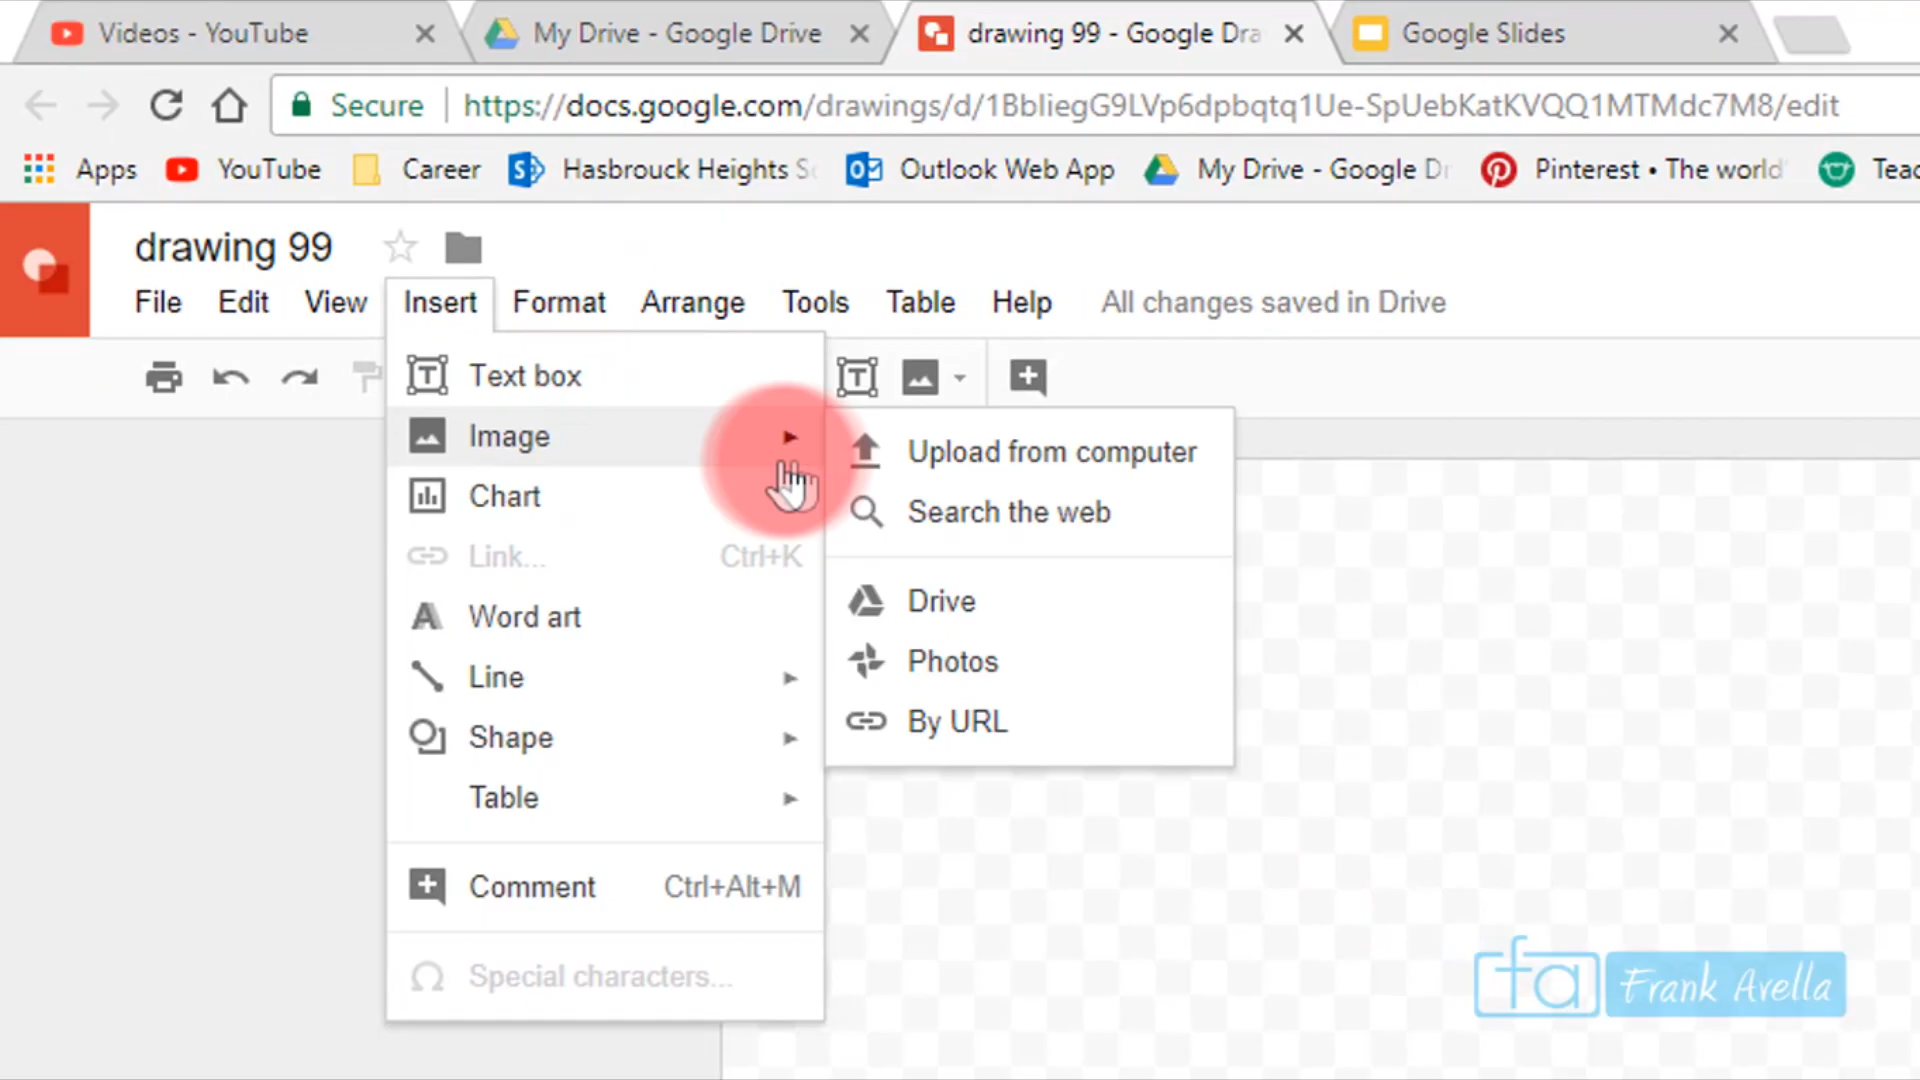 Videos - YouTube
My Drive - Google Drive
drawing 99 - Google Dra
Google Slides
Secure
https://docs.google.com/drawings/d/1BbliegG9LVp6dpbqtq1Ue-SpUebKatKVQQ1MTMdc7M8/edit
Apps
YouTube
Career
Hasbrouck Heights Sc
Outlook Web App
My Drive - Google Dr
Pinterest • The world'
Teac
drawing 99
File Edit View Insert Format Arrange Tools Table Help All changes saved in Drive
Text box
Image
Chart
Link... Ctrl+K
Word art
Line
Shape
Table
Comment Ctrl+Alt+M
Special characters...
Upload from computer
Search the web
Drive
Photos
By URL
fa Frank Avella